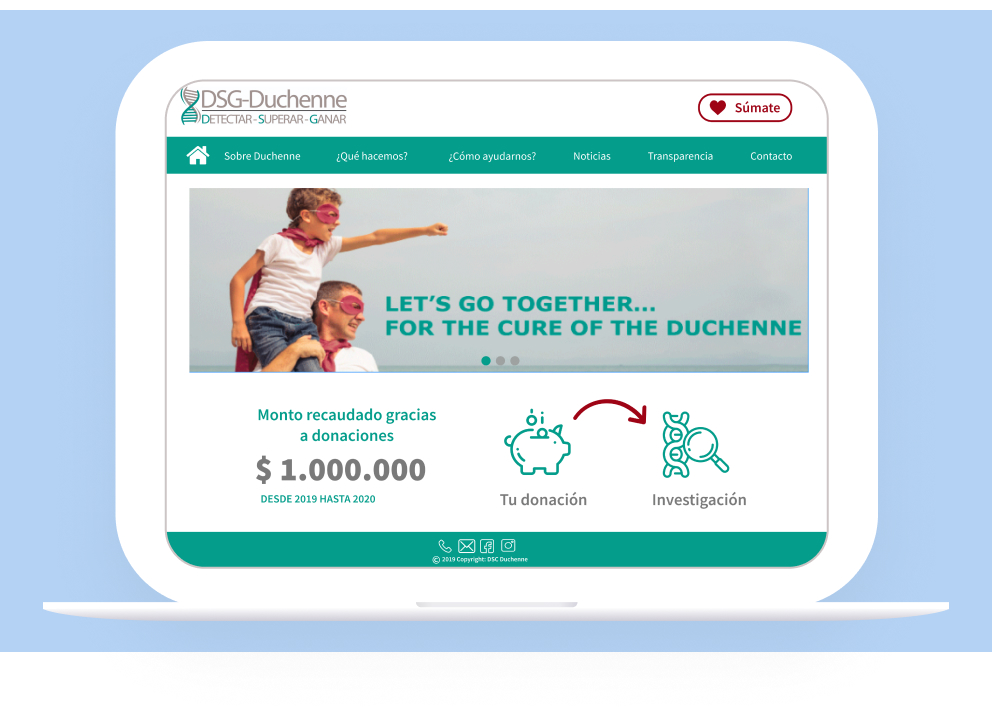 DSG-Duchenne
DETECTAR - SUPERAR - GANAR
Súmate
Sobre Duchenne
¿Qué hacemos?
¿Cómo ayudarnos?
Noticias
Transparencia
Contacto
LET'S GO TOGETHER...
FOR THE CURE OF THE DUCHENNE
Monto recaudado gracias
a donaciones
$ 1.000.000
DESDE 2019 HASTA 2020
Tu donación
Investigación
© 2019 Copyright: DSC Duchenne